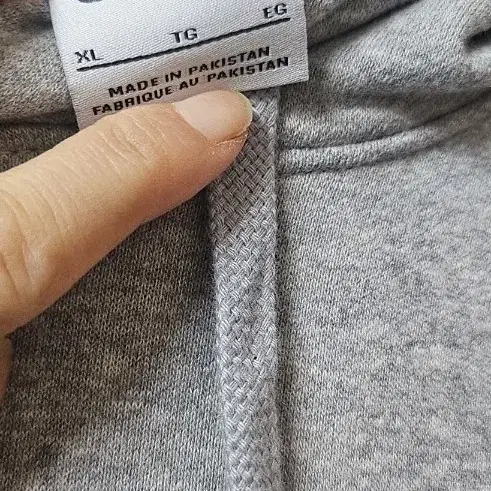 XL TG EG
MADE IN PAKISTAN
FABRIQUE AU PAKISTAN